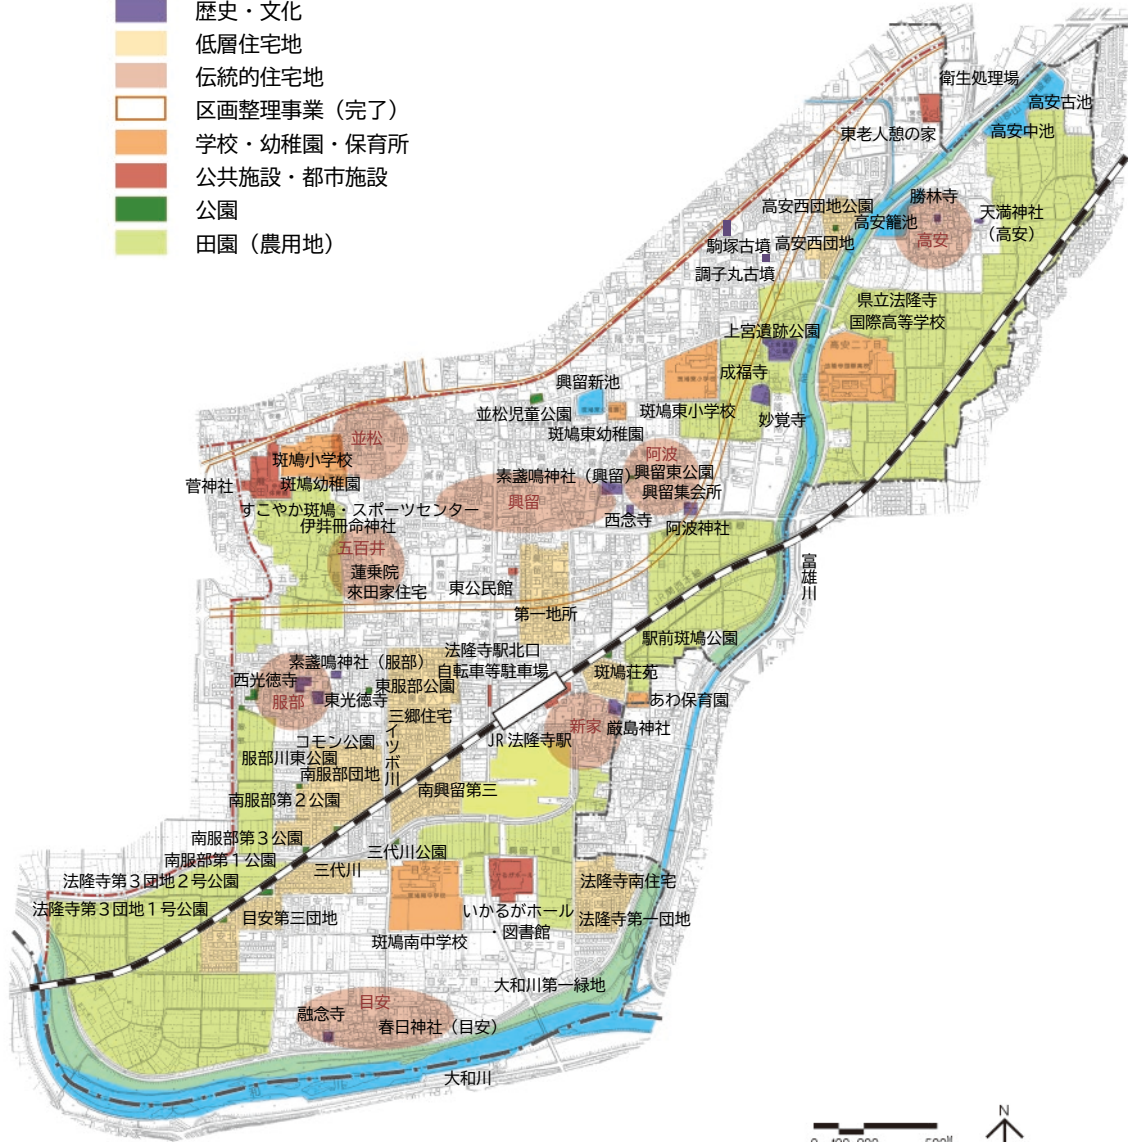 歴史・文化
低層住宅地
伝統的住宅地
区画整理事業（完了）
学校・幼稚園・保育所
公共施設・都市施設
公園
田園（農用地）
衛生処理場
高安古池
高安中池
東老人憩の家
勝林寺
高安西団地公園
高安籠池
天満神社
（高安）
高安
駒塚古墳
高安西団地
調子丸古墳
県立法隆寺
国際高等学校
上宮遺跡公園
高安二丁目
成福寺
興留新池
並松児童公園
斑鳩東小学校
妙覚寺
斑鳩東幼稚園
並松
阿波
斑鳩小学校
素盞鳴神社（興留）
興留東公園
菅神社
斑鳩幼稚園
興留集会所
興留
すこやか斑鳩・スポーツセンター
西念寺
阿波神社
伊弉冊命神社
五百井
蓮乗院
來田家住宅
東公民館
富雄川
第一地所
駅前斑鳩公園
法隆寺駅北口
自転車等駐車場
素盞鳴神社（服部）
斑鳩荘苑
西光徳寺
東服部公園
服部
東光徳寺
あわ保育園
三郷住宅
新家
厳島神社
イツボ川
コモン公園
JR法隆寺駅
服部川東公園
南服部団地
南興留第三
南服部第２公園
南服部第３公園
三代川公園
興留十丁目
南服部第１公園
三代川
法隆寺第３団地２号公園
法隆寺南住宅
法隆寺第３団地１号公園
目安第三団地
いかるがホール
・図書館
法隆寺第一団地
斑鳩南中学校
大和川第一緑地
目安
融念寺
春日神社（目安）
大和川
N